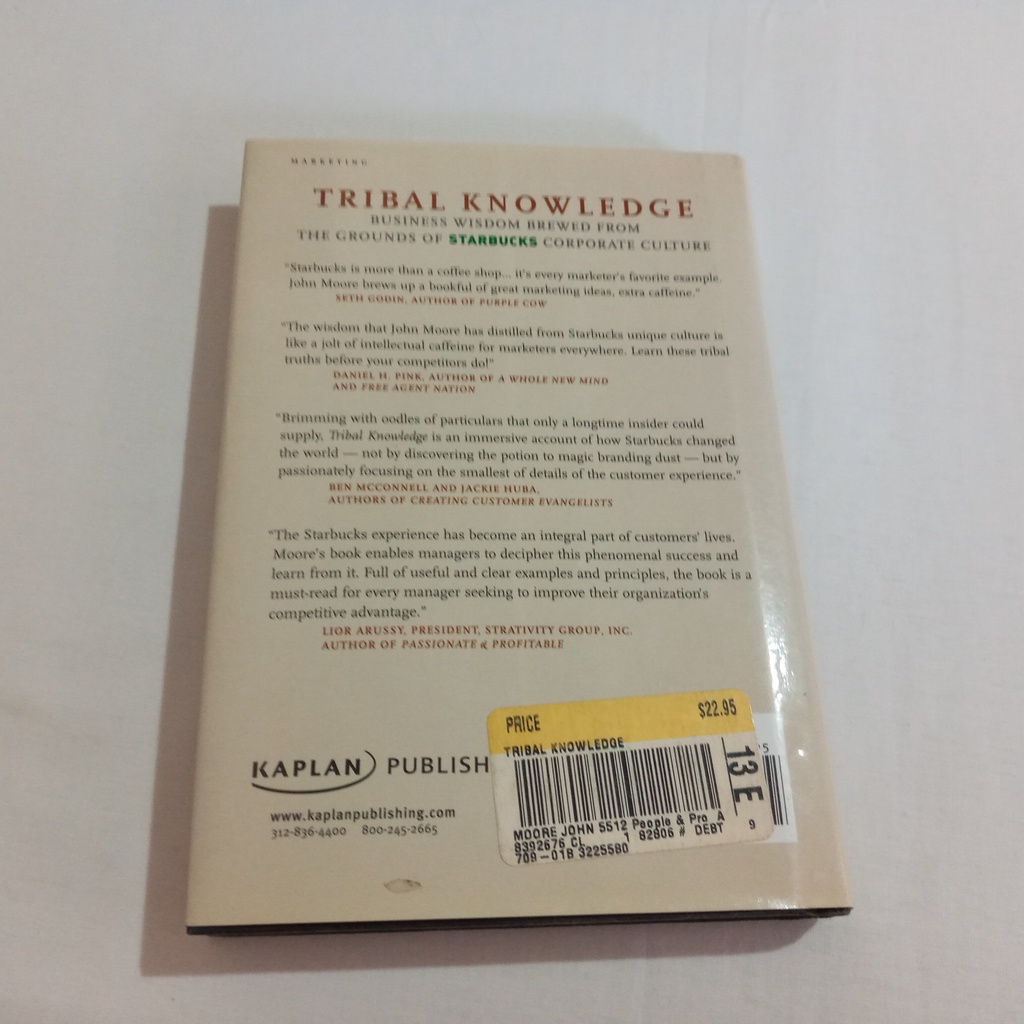 MARKETING
TRIBAL KNOWLEDGE
BUSINESS WISDOM BREWED FROM
THE GROUNDS OF STARBUCKS CORPORATE CULTURE
"Starbucks is more than a coffee shop... it's every marketer's favorite example.
John Moore brews up a bookful of great marketing ideas, extra caffeine."
SETH GODIN, AUTHOR OF PURPLE COW
"The wisdom that John Moore has distilled from Starbucks unique culture is
like a jolt of intellectual caffeine for marketers everywhere. Learn these tribal
truths before your competitors do!"
DANIEL H. PINK, AUTHOR OF A WHOLE NEW MIND
AND FREE AGENT NATION
"Brimming with oodles of particulars that only a longtime insider could
supply, Tribal Knowledge is an immersive account of how Starbucks changed
the world — not by discovering the potion to magic branding dust — but by
passionately focusing on the smallest of details of the customer experience."
BEN MCCONNELL AND JACKIE HUBA,
AUTHORS OF CREATING CUSTOMER EVANGELISTS
"The Starbucks experience has become an integral part of customers' lives.
Moore's book enables managers to decipher this phenomenal success and
learn from it. Full of useful and clear examples and principles, the book is a
must-read for every manager seeking to improve their organization's
competitive advantage."
LIOR ARUSSY, PRESIDENT, STRATIVITY GROUP, INC.
AUTHOR OF PASSIONATE & PROFITABLE
KAPLAN PUBLISH
www.kaplanpublishing.com
312-836-4400 800-245-2665
PRICE $22.95
TRIBAL KNOWLEDGE
13 E
5
9
MOORE JOHN 5512 People & Pro A
8392676 CL 1 82806 # DEBT
709-01B 3225580